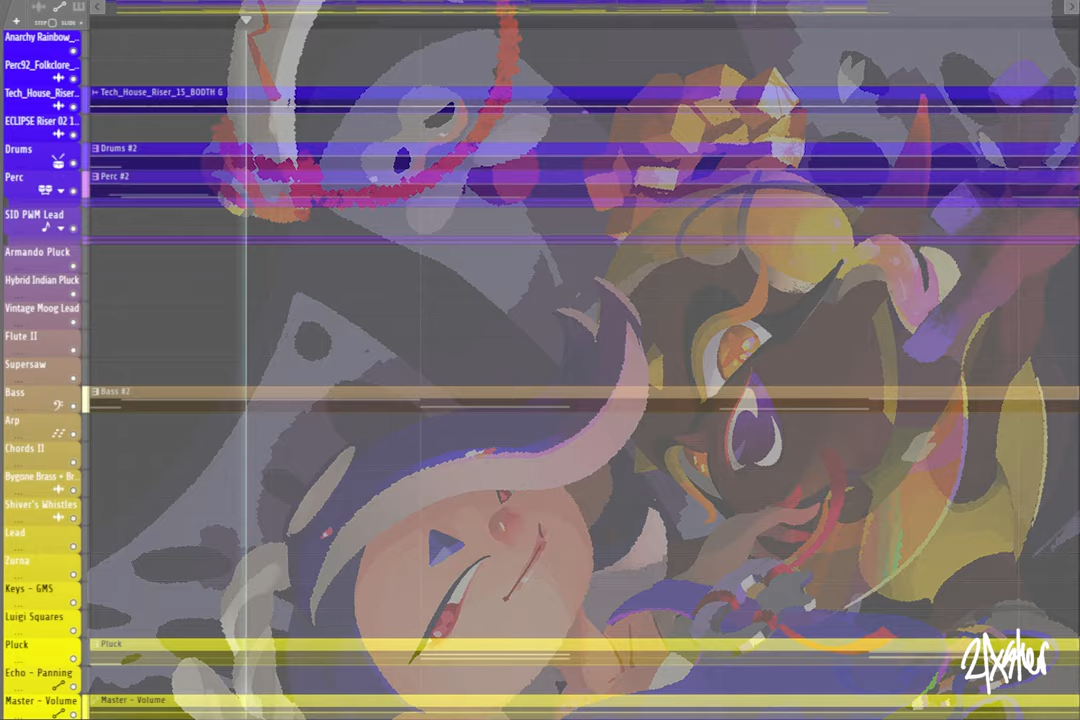 STEP SLIDE
Anarchy Rainbow_..
Perc92_Folkclore_..
Tech_House_Riser..
Tech_House_Riser_15_BODTH G
ECLIPSE Riser 02 1..
Drums
Drums #2
Perc
Perc #2
SID PWM Lead
Armando Pluck
Hybrid Indian Pluck
Vintage Moog Lead
Flute II
Supersaw
Bass
Bass #2
Arp
Chords II
Bygone Brass + Br..
Shiver's Whistles
Lead
Zurna
Keys - GMS
Luigi Squares
Pluck
Pluck
Echo - Panning
Master - Volume
Master - Volume